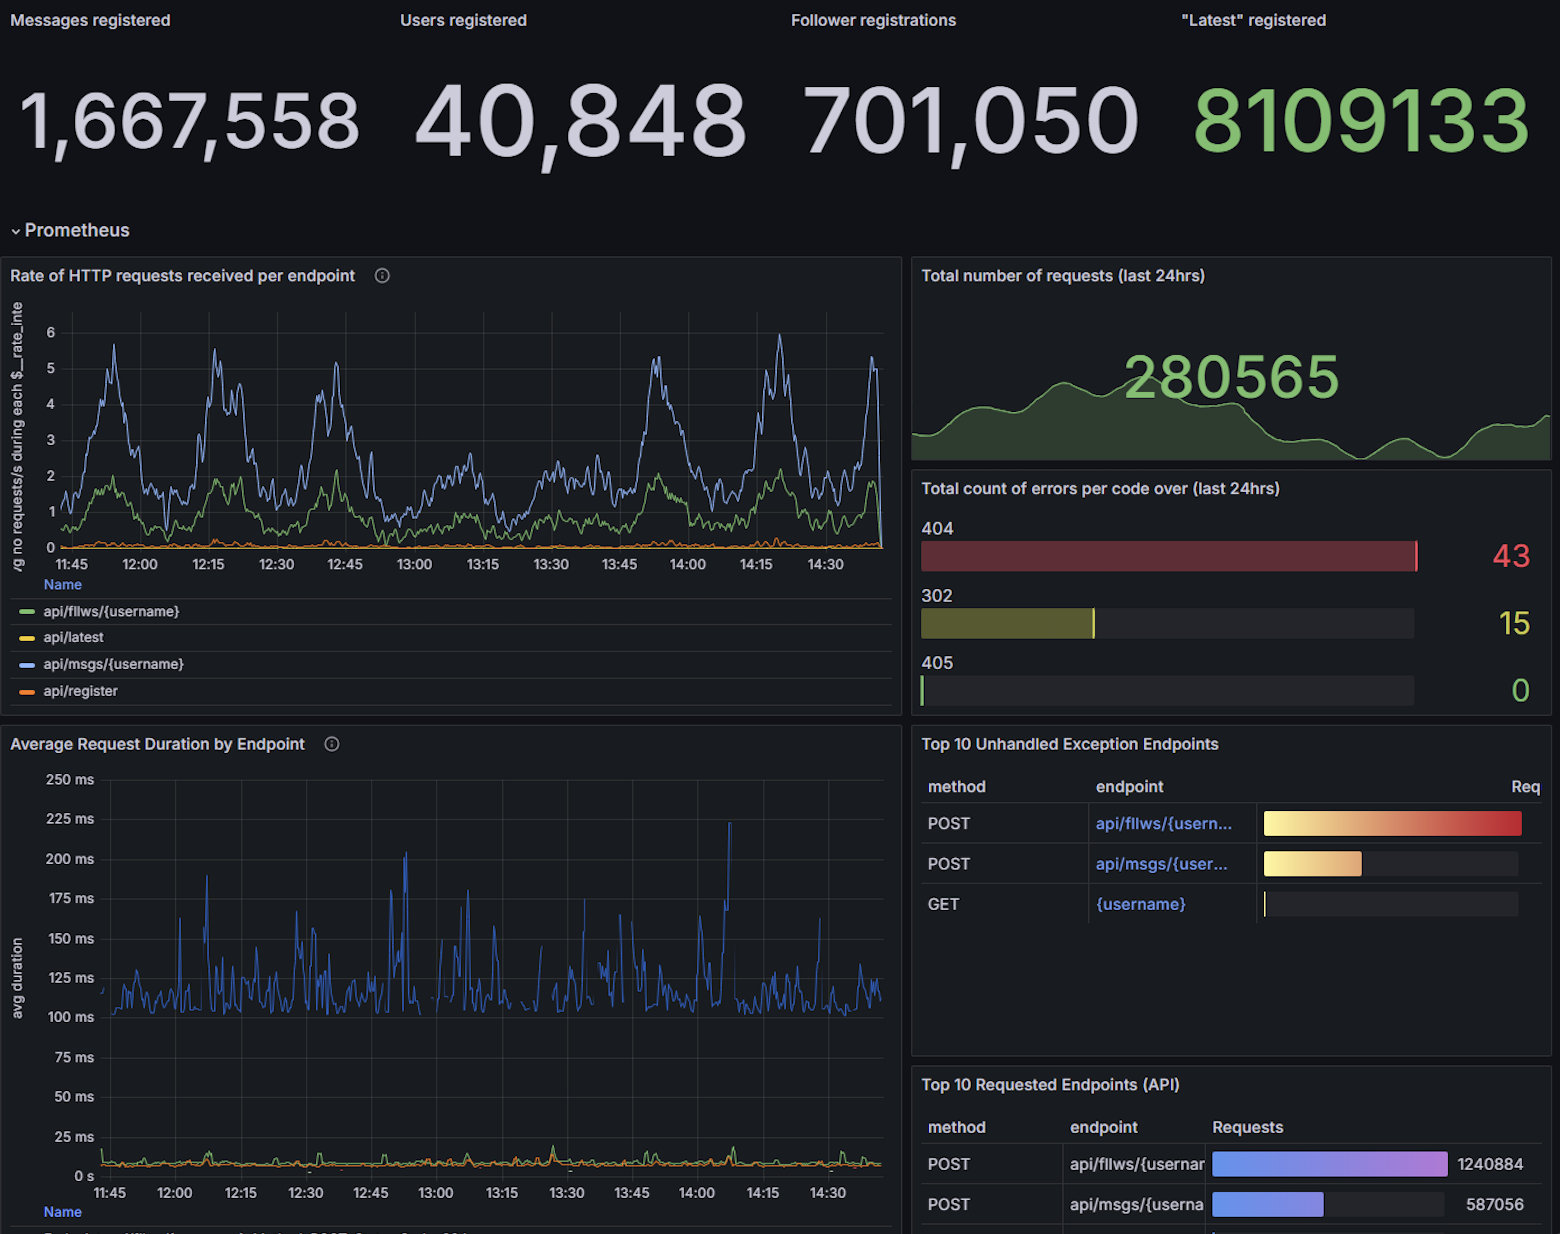 Messages registered
Users registered
Follower registrations
"Latest" registered
1,667,558
40,848
701,050
8109133
Prometheus
Rate of HTTP requests received per endpoint
/g no requests/s during each $__rate_inte
6
5
4
3
2
1
0
11:45 12:00 12:15 12:30 12:45 13:00 13:15 13:30 13:45 14:00 14:15 14:30
Name
api/fllws/{username}
api/latest
api/msgs/{username}
api/register
Total number of requests (last 24hrs)
280565
Total count of errors per code over (last 24hrs)
404
43
302
15
405
0
Average Request Duration by Endpoint
avg duration
250 ms
225 ms
200 ms
175 ms
150 ms
125 ms
100 ms
75 ms
50 ms
25 ms
0 s
11:45 12:00 12:15 12:30 12:45 13:00 13:15 13:30 13:45 14:00 14:15 14:30
Name
Top 10 Unhandled Exception Endpoints
method endpoint Req
POST api/fllws/{usern...
POST api/msgs/{user...
GET {username}
Top 10 Requested Endpoints (API)
method endpoint Requests
POST api/fllws/{usernar 1240884
POST api/msgs/{userna 587056